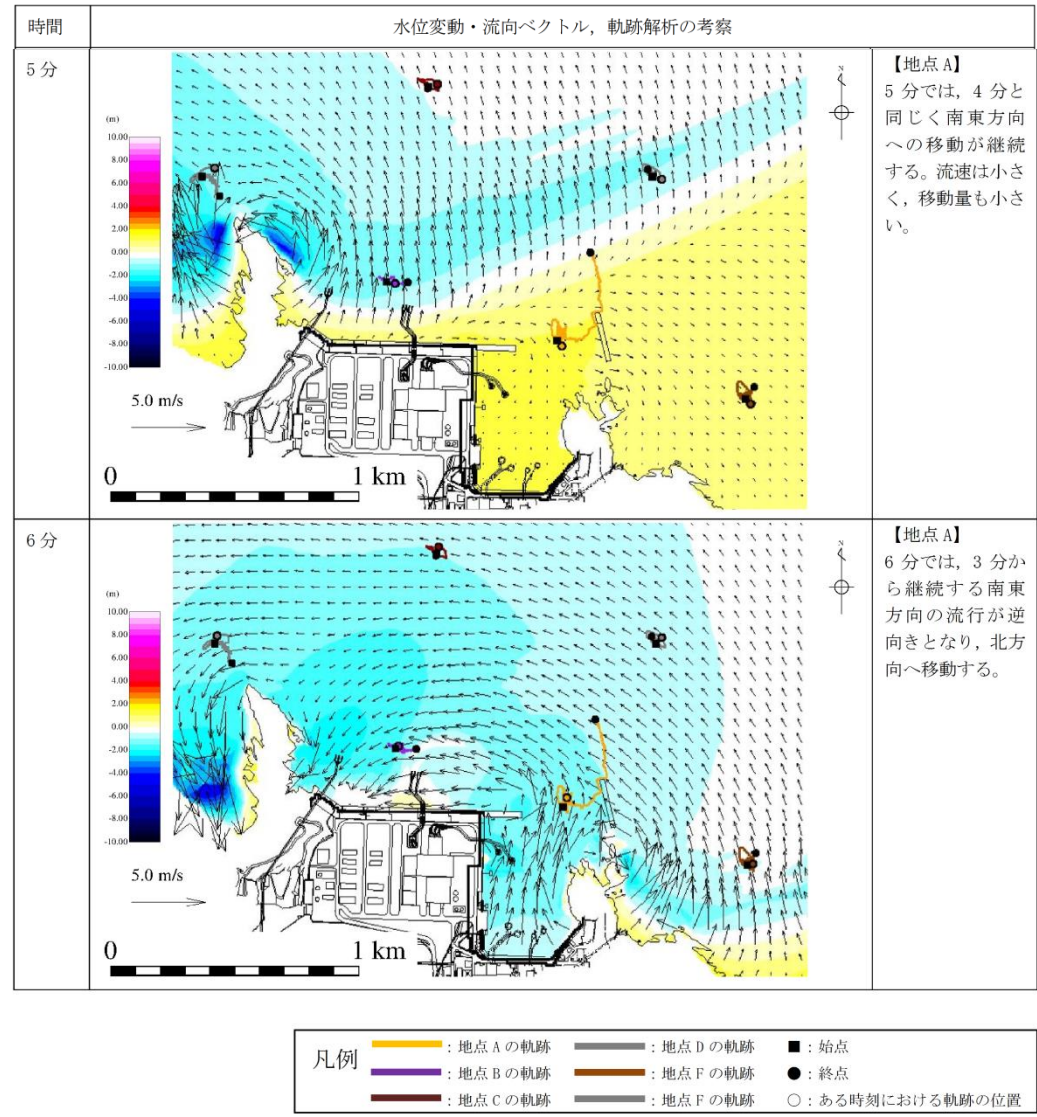 時間
水位変動・流向ベクトル，軌跡解析の考察
5分
(m)
10.00
8.00
6.00
4.00
2.00
0.00
-2.00
-4.00
-6.00
-8.00
-10.00
5.0 m/s
0
1 km
N
【地点 A】
5 分では，4 分と
同じく南東方向
への移動が継続
する。流速は小さ
く，移動量も小さ
い。
6分
(m)
10.00
8.00
6.00
4.00
2.00
0.00
-2.00
-4.00
-6.00
-8.00
-10.00
5.0 m/s
0
1 km
N
【地点 A】
6 分では，3 分か
ら継続する南東
方向の流行が逆
向きとなり，北方
向へ移動する。
凡例
：地点 A の軌跡
：地点 D の軌跡
：始点
：地点 B の軌跡
：地点 F の軌跡
：終点
：地点 C の軌跡
：地点 F の軌跡
：ある時刻における軌跡の位置